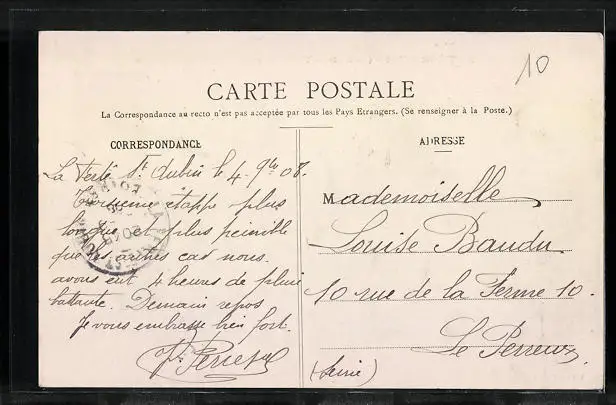 10
CARTE POSTALE
La Correspondance au recto n'est pas acceptée par tous les Pays Etrangers. (Se renseigner à la Poste.)
CORRESPONDANCE
La Ferté St Aubin le 4. 9bre 08.
Troisième étappe plus
longue et plus pénible
que les autres car nous
avons eut 4 heures de pluie
battante. Demain repos
Je vous embrasse bien fort.
ADRESSE
Mademoiselle
Louise Baudu
10 rue de la Ferme 10.
Le Perreux
(Seine)